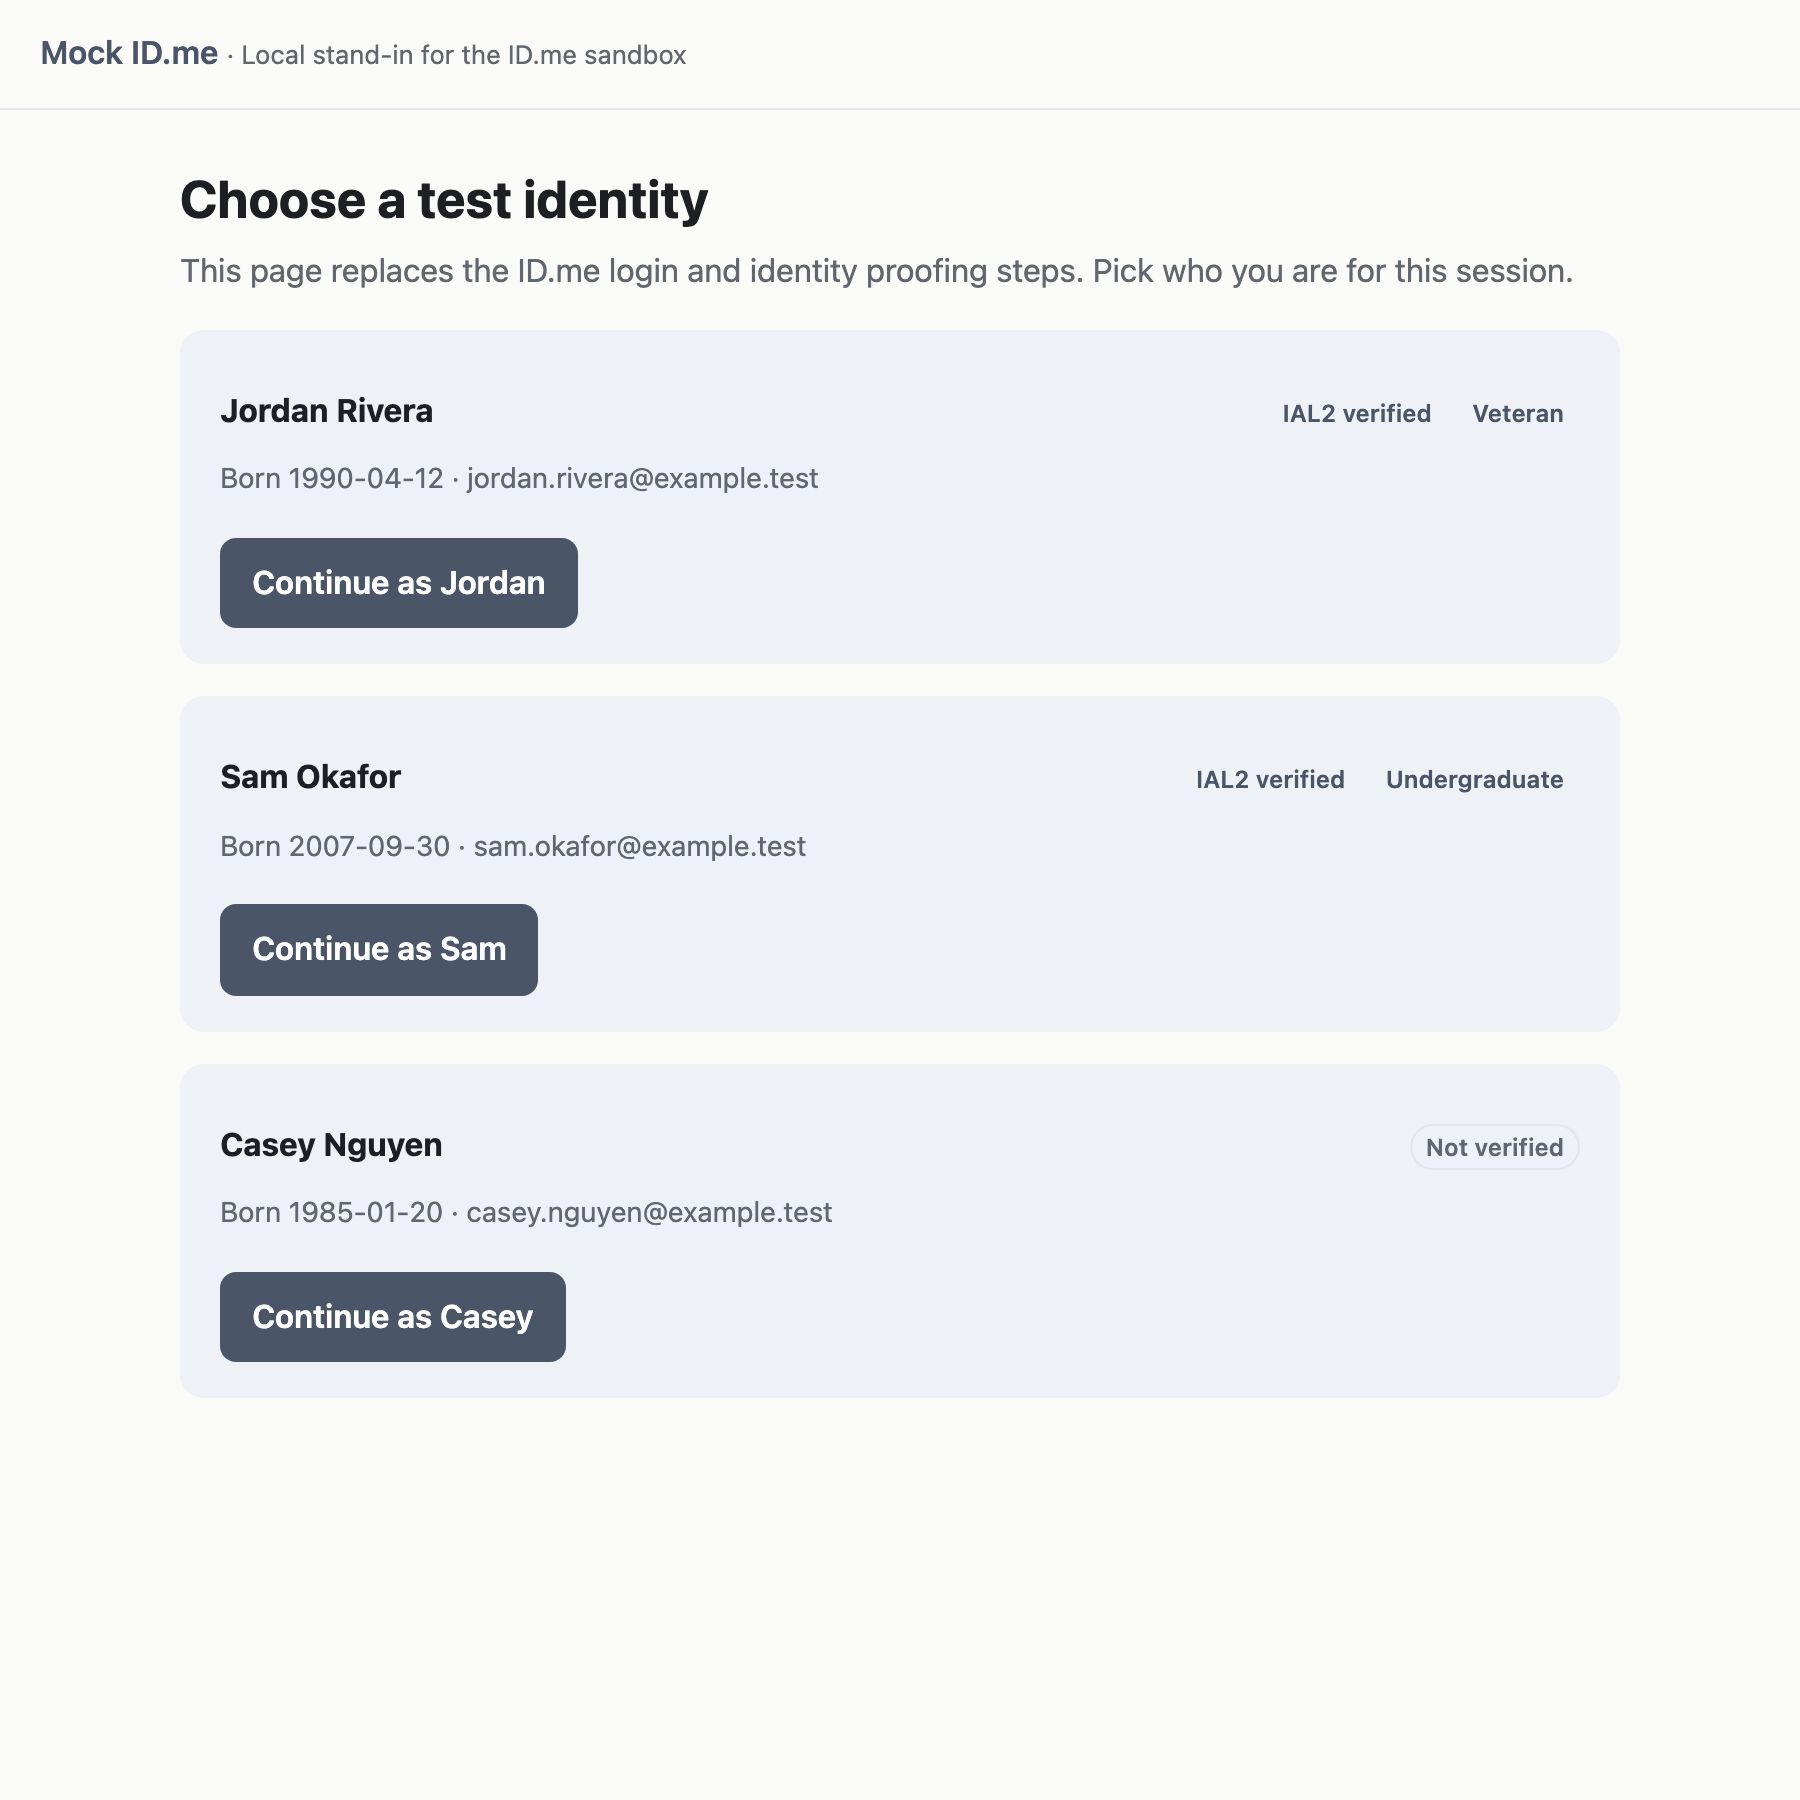 Mock ID.me · Local stand-in for the ID.me sandbox
Choose a test identity
This page replaces the ID.me login and identity proofing steps. Pick who you are for this session.
Jordan Rivera IAL2 verified Veteran
Born 1990-04-12 · jordan.rivera@example.test
Continue as Jordan
Sam Okafor IAL2 verified Undergraduate
Born 2007-09-30 · sam.okafor@example.test
Continue as Sam
Casey Nguyen Not verified
Born 1985-01-20 · casey.nguyen@example.test
Continue as Casey